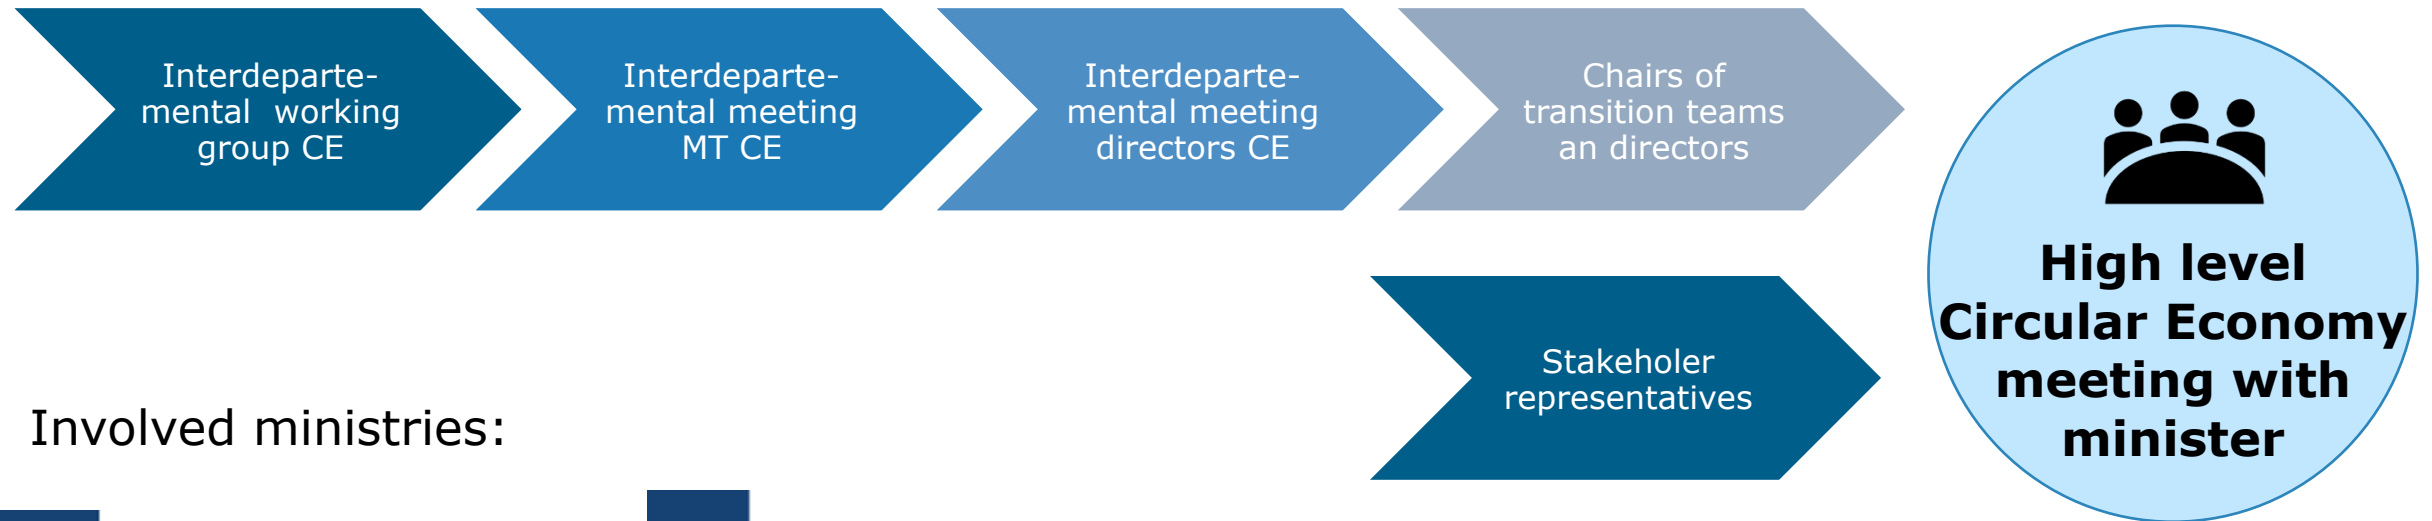 Interdeparte-
mental  working
group CE
Interdeparte-
mental meeting
MT CE
Interdeparte-
mental meeting
directors CE
Chairs of
transition teams
an directors
High level
Circular Economy
meeting with
minister
Stakeholer
representatives
Involved ministries: